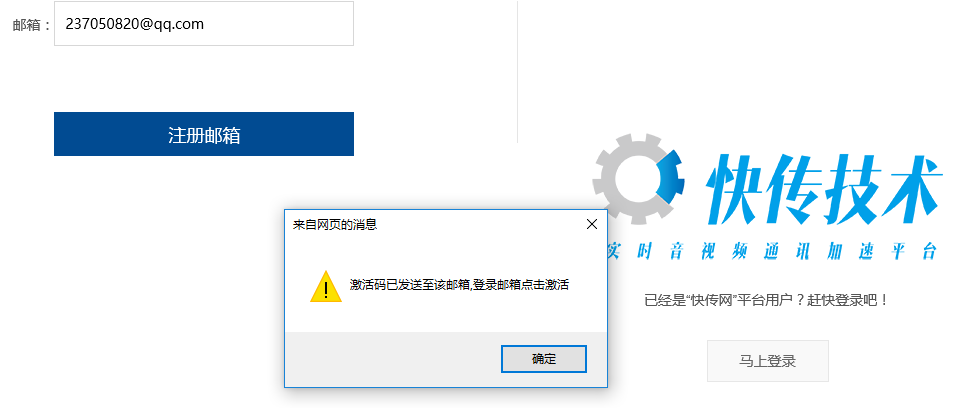 邮箱：
237050820@qq.com
注册邮箱
快传技术
实时音视频通讯加速平台
来自网页的消息
激活码已发送至该邮箱,登录邮箱点击激活
确定
已经是“快传网”平台用户？赶快登录吧！
马上登录